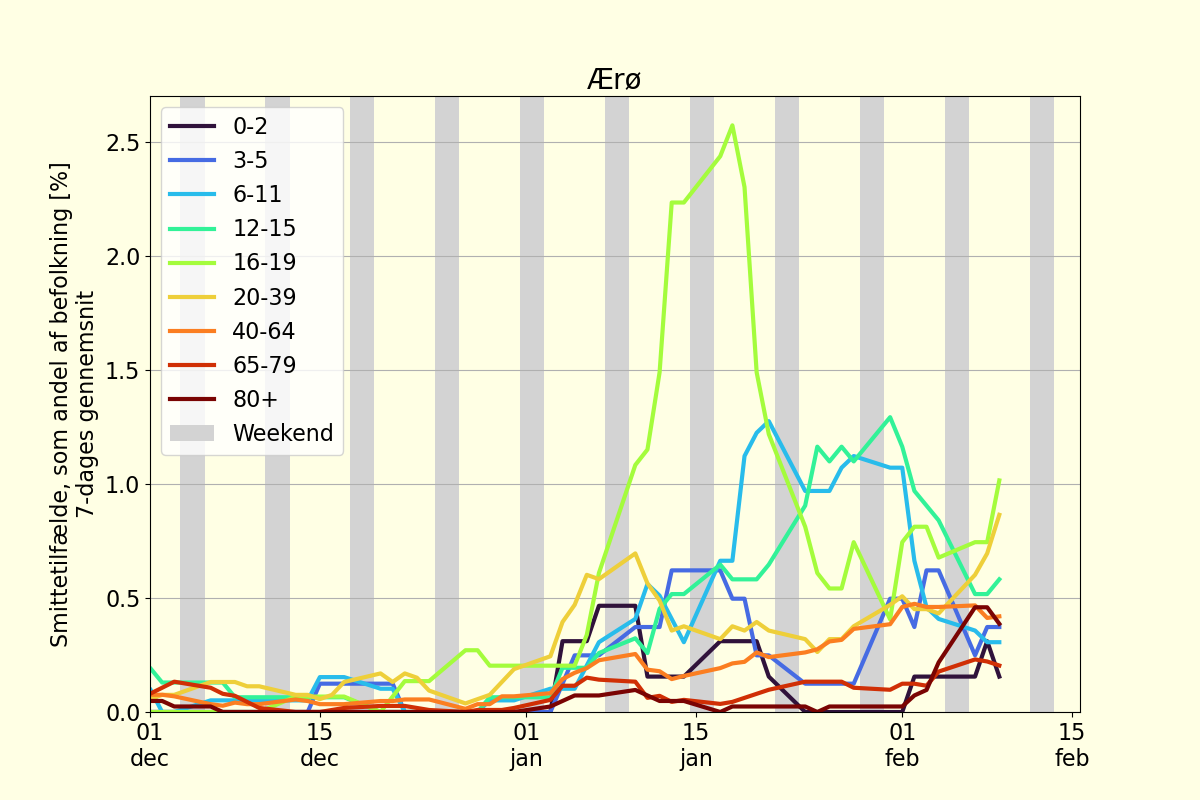 Ærø
Smittetilfælde, som andel af befolkning [%]
7-dages gennemsnit
2.5
2.0
1.5
1.0
0.5
0.0
0-2
3-5
6-11
12-15
16-19
20-39
40-64
65-79
80+
Weekend
01
dec
15
dec
01
jan
15
jan
01
feb
15
feb